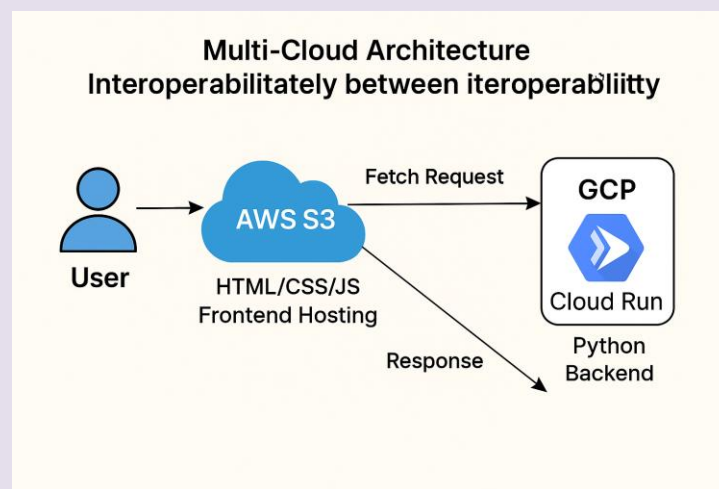 Multi-Cloud Architecture
Interoperabilitately between iteroperabliitty
User
AWS S3
HTML/CSS/JS
Frontend Hosting
Fetch Request
Response
GCP
Cloud Run
Python
Backend